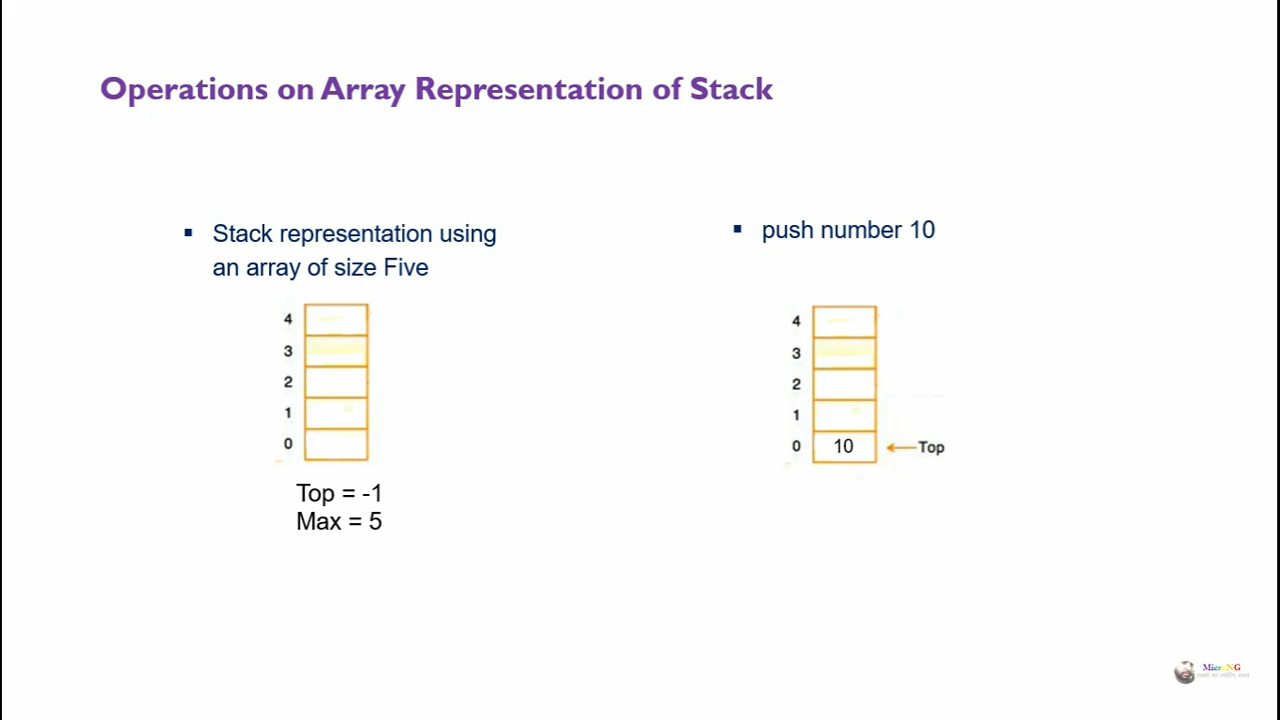 Operations on Array Representation of Stack
▪ Stack representation using
an array of size Five
4
3
2
1
0
Top = -1
Max = 5
▪ push number 10
4
3
2
1
0 10 Top
MicroNG